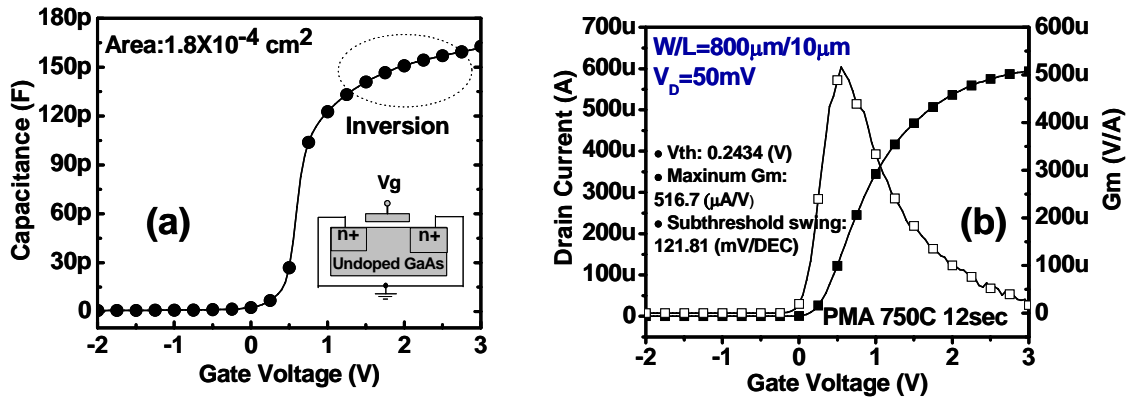 180p
150p
120p
90p
60p
30p
0
Capacitance (F)
Area:1.8X10⁻⁴ cm²
Inversion
(a)
Vg
n+ n+
Undoped GaAs
-2 -1 0 1 2 3
Gate Voltage (V)
700u
600u
500u
400u
300u
200u
100u
0
Drain Current (A)
W/L=800μm/10μm
V_D=50mV
• Vth: 0.2434 (V)
• Maxinum Gm:
516.7 (μA/V)
• Subthreshold swing:
121.81 (mV/DEC)
(b)
PMA 750C 12sec
600u
500u
400u
300u
200u
100u
0
Gm (V/A)
-2 -1 0 1 2 3
Gate Voltage (V)